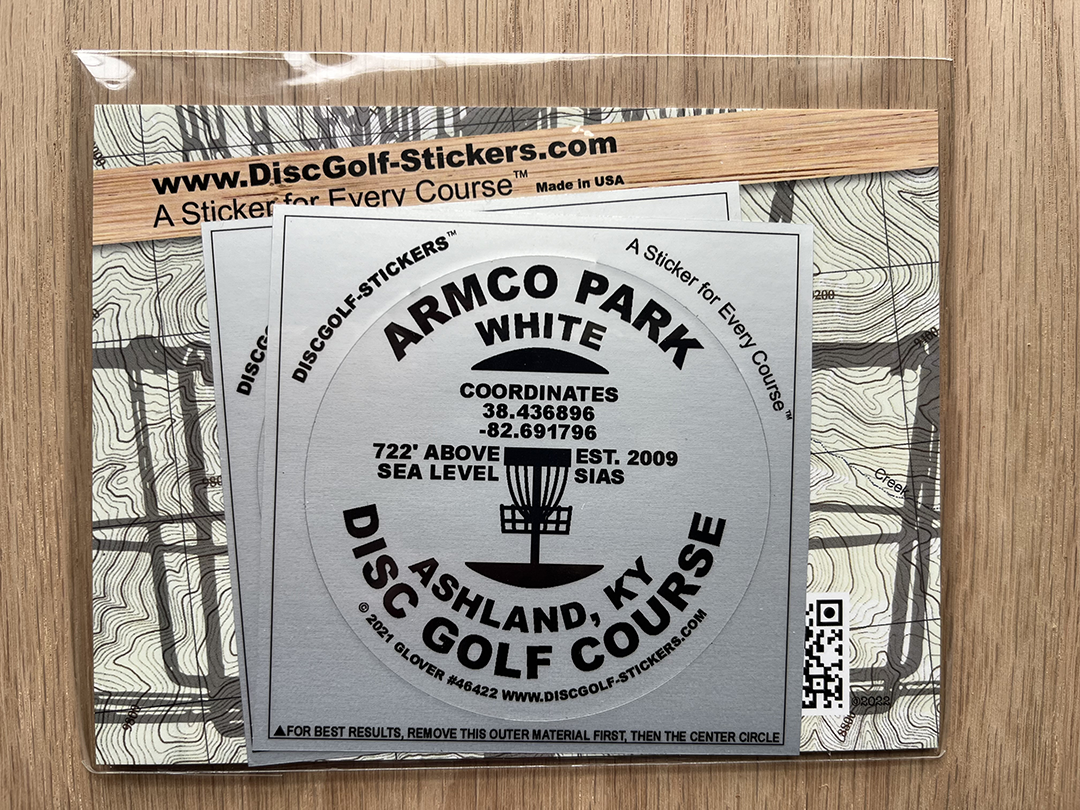 www.DiscGolf-Stickers.com
A Sticker for Every Course™ Made in USA
DISCG
DISCGOLF-STICKERS™
A Sticker for Every Course™
ARMCO PARK
WHITE
COORDINATES
38.436896
-82.691796
722' ABOVE
SEA LEVEL
EST. 2009
SIAS
ASHLAND, KY
DISC GOLF COURSE
© 2021 GLOVER #46422 WWW.DISCGOLF-STICKERS.COM
▲FOR BEST RESULTS, REMOVE THIS OUTER MATERIAL FIRST, THEN THE CENTER CIRCLE
9200
Creek
©2022